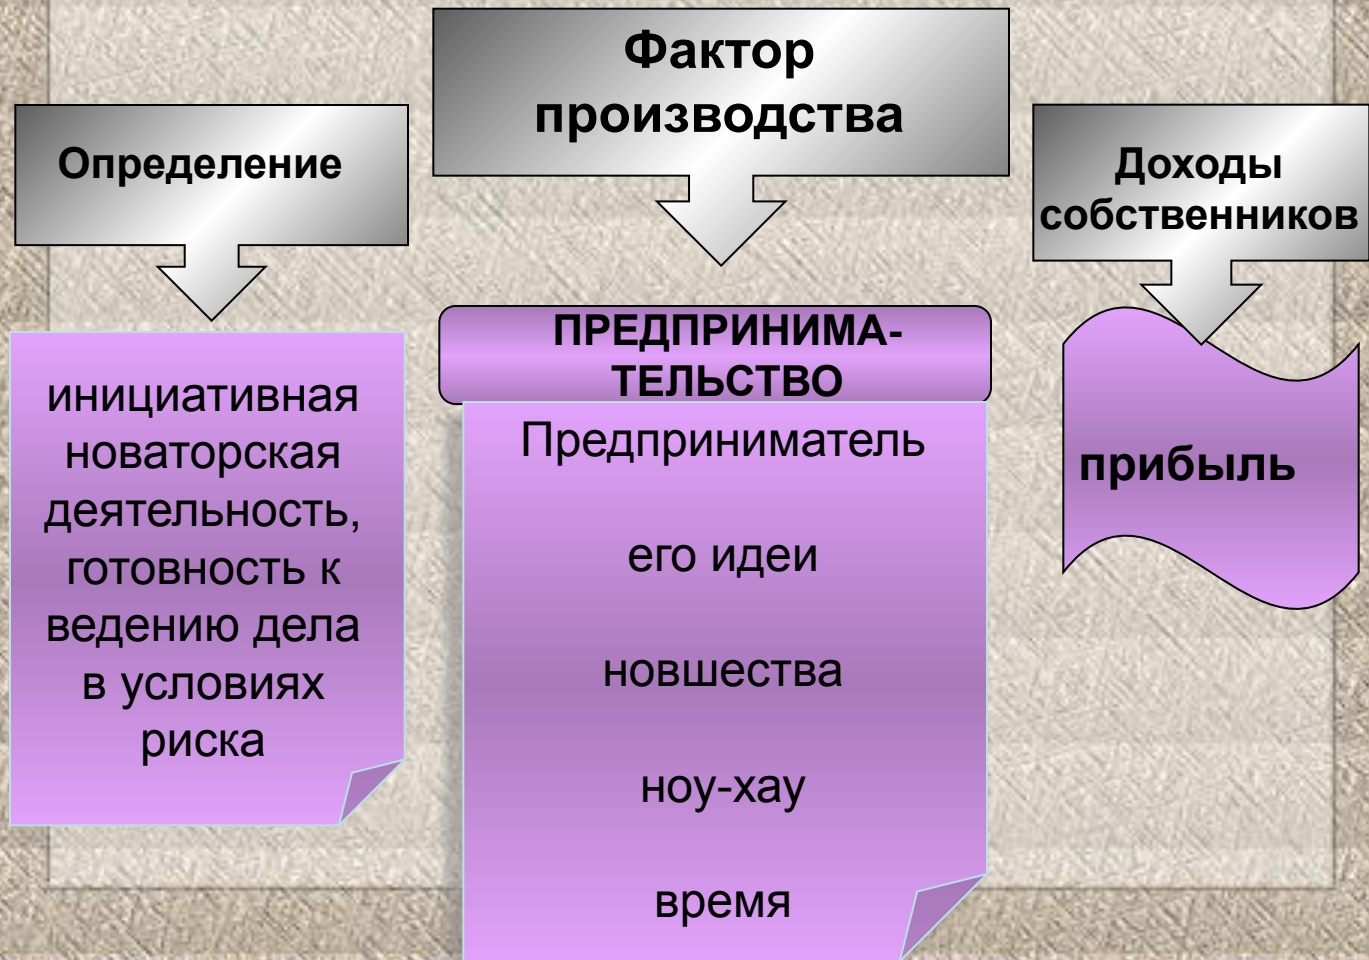 Фактор
производства
Определение
Доходы
собственников
ПРЕДПРИНИМА-
ТЕЛЬСТВО
инициативная
новаторская
деятельность,
готовность к
ведению дела
в условиях
риска
Предприниматель
его идеи
новшества
ноу-хау
время
прибыль